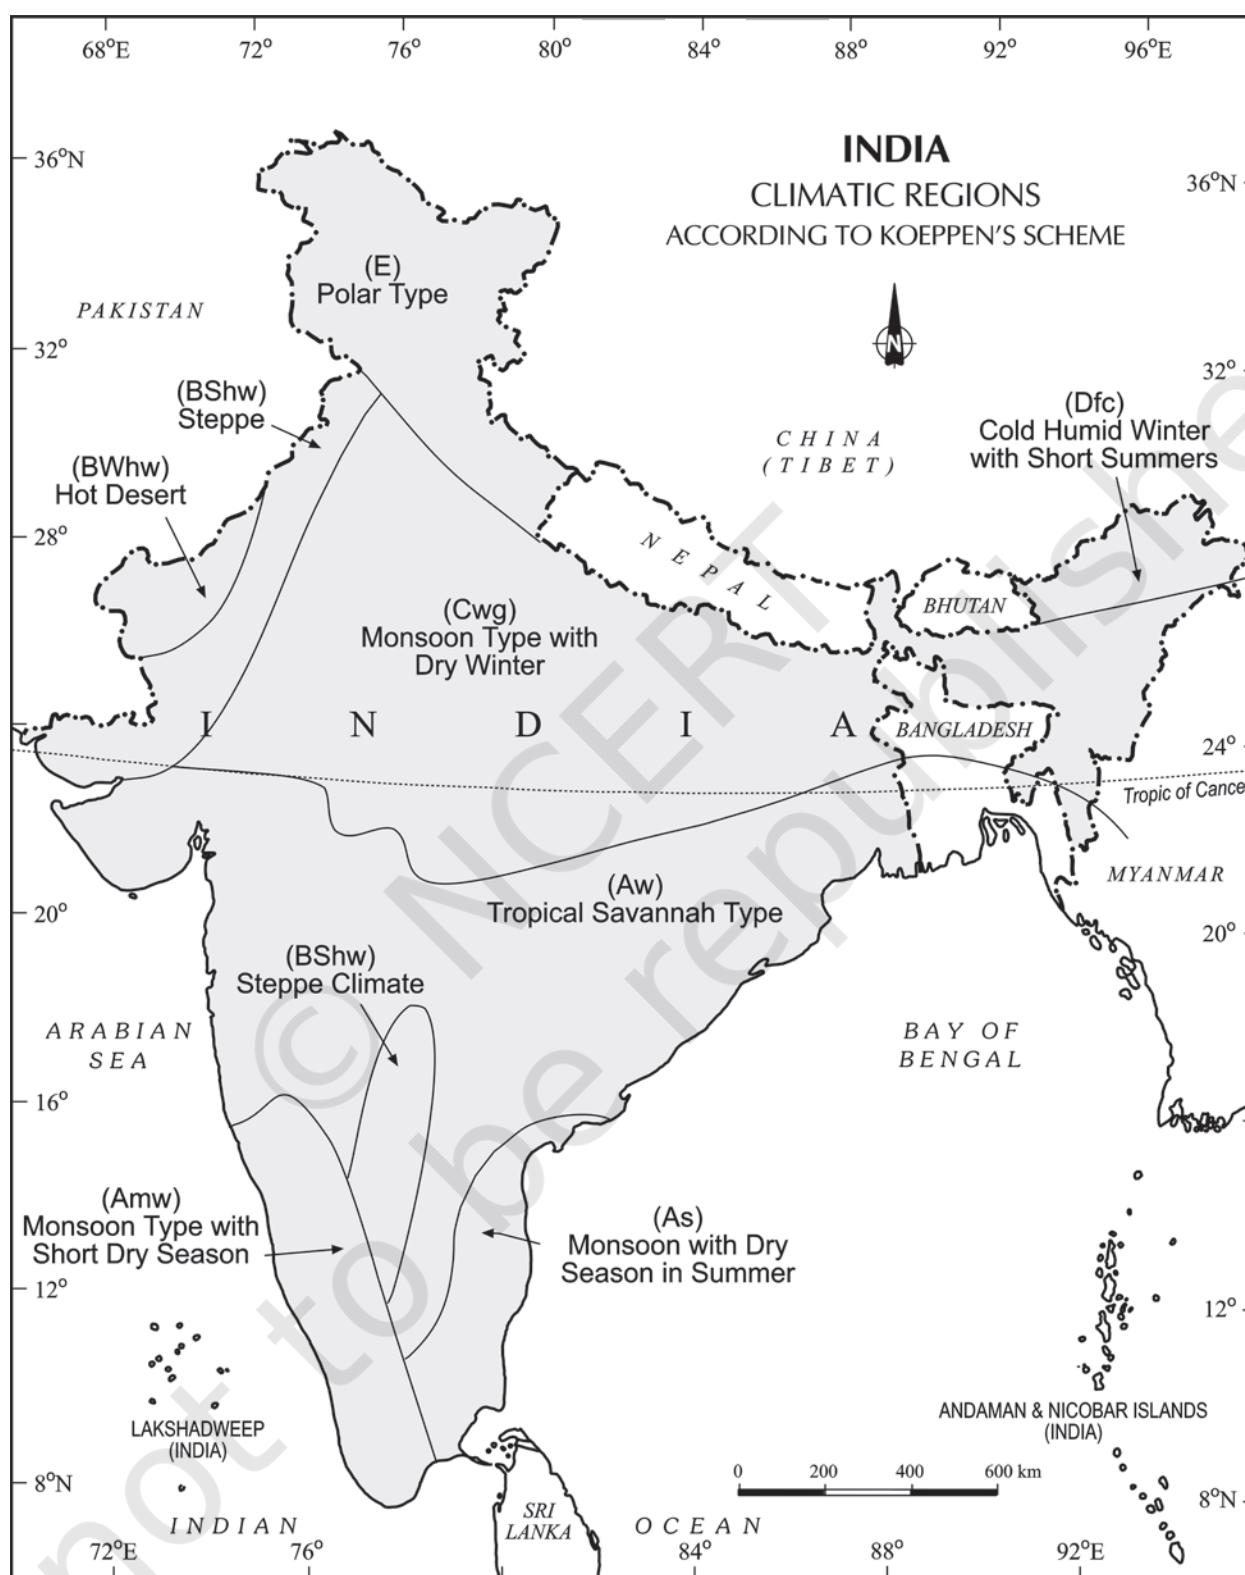 68°E 72° 76° 80° 84° 88° 92° 96°E
INDIA
CLIMATIC REGIONS
ACCORDING TO KOEPPEN'S SCHEME
36°N
36°N
(E)
Polar Type
PAKISTAN
N
32°
32°
(BShw)
Steppe
(BWhw)
Hot Desert
CHINA
(TIBET)
(Dfc)
Cold Humid Winter
with Short Summers
28°
NEPAL
BHUTAN
(Cwg)
Monsoon Type with
Dry Winter
INDIA
BANGLADESH
24°
Tropic of Cance
MYANMAR
(Aw)
Tropical Savannah Type
20°
20°
(BShw)
Steppe Climate
ARABIAN
SEA
BAY OF
BENGAL
16°
(Amw)
Monsoon Type with
Short Dry Season
(As)
Monsoon with Dry
Season in Summer
12°
12°
LAKSHADWEEP
(INDIA)
ANDAMAN & NICOBAR ISLANDS
(INDIA)
0 200 400 600 km
8°N
8°N
SRI
LANKA
INDIAN OCEAN
72°E 76° 84° 88° 92°E
© NCERT
not to be republishe